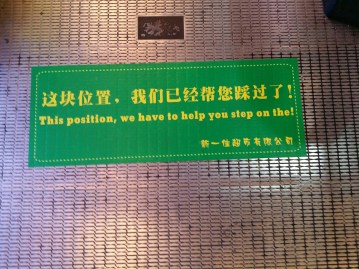 这块位置、我们已经帮您踩过了!
This position, we have to help you stop on the!
新一佳超市有限公司